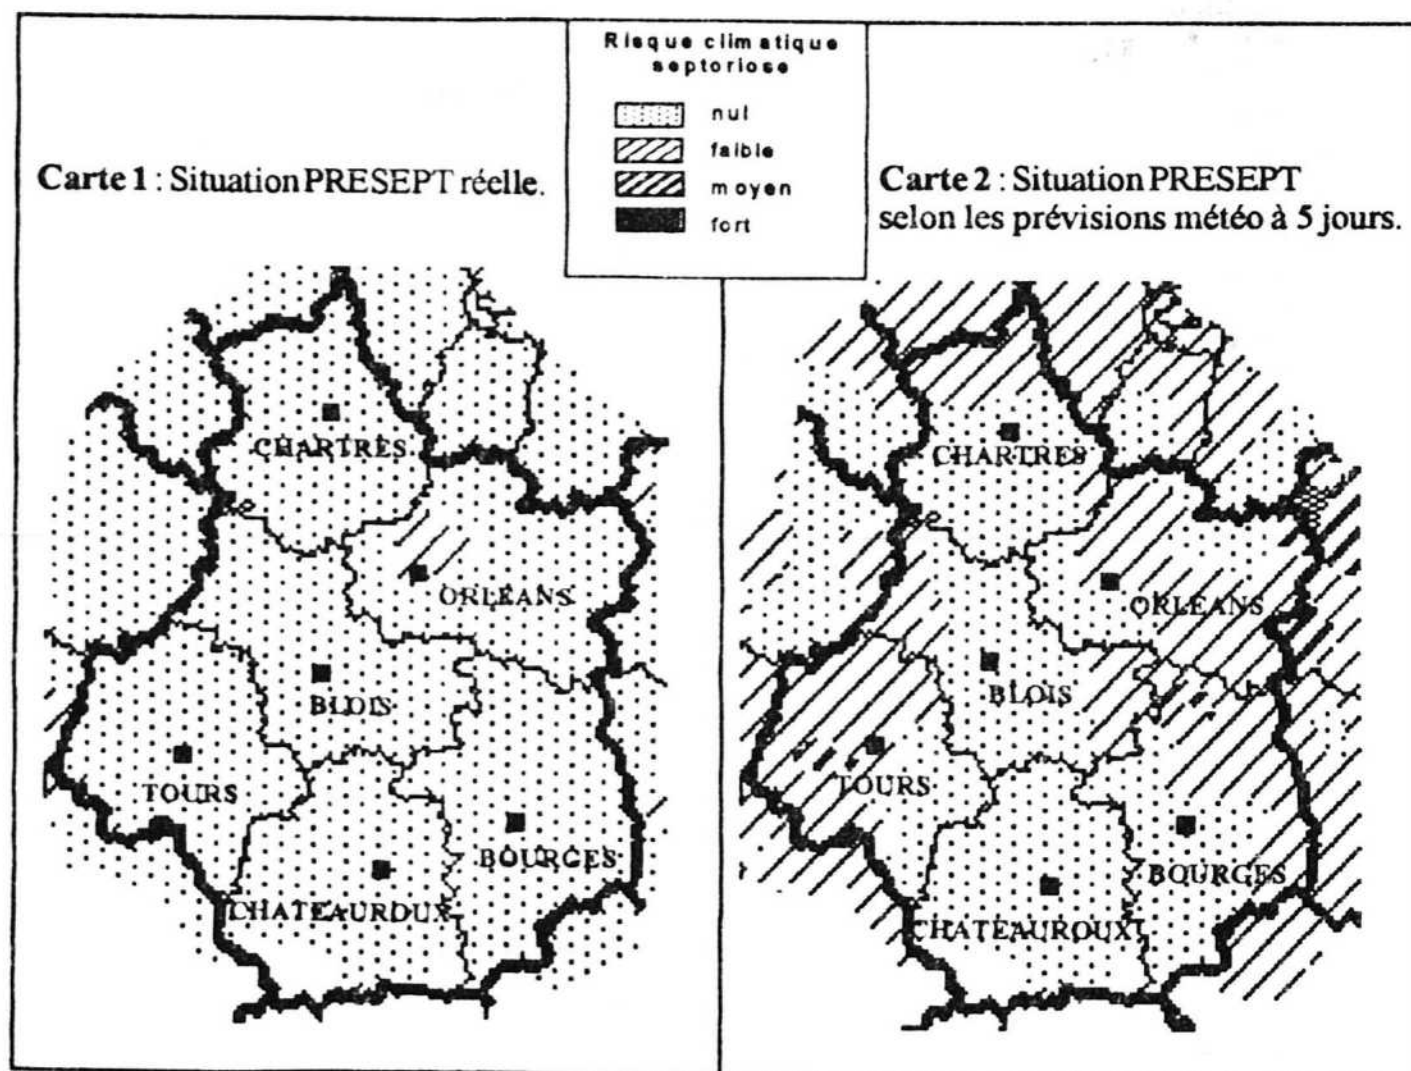 Risque climatique
septoriose
nul
faible
moyen
fort
Carte 1 : Situation PRESEPT réelle.
Carte 2 : Situation PRESEPT
selon les prévisions météo à 5 jours.
CHARTRES
ORLEANS
BLOIS
TOURS
BOURGES
CHATEAUROUX
CHARTRES
ORLEANS
BLOIS
TOURS
BOURGES
CHATEAUROUX